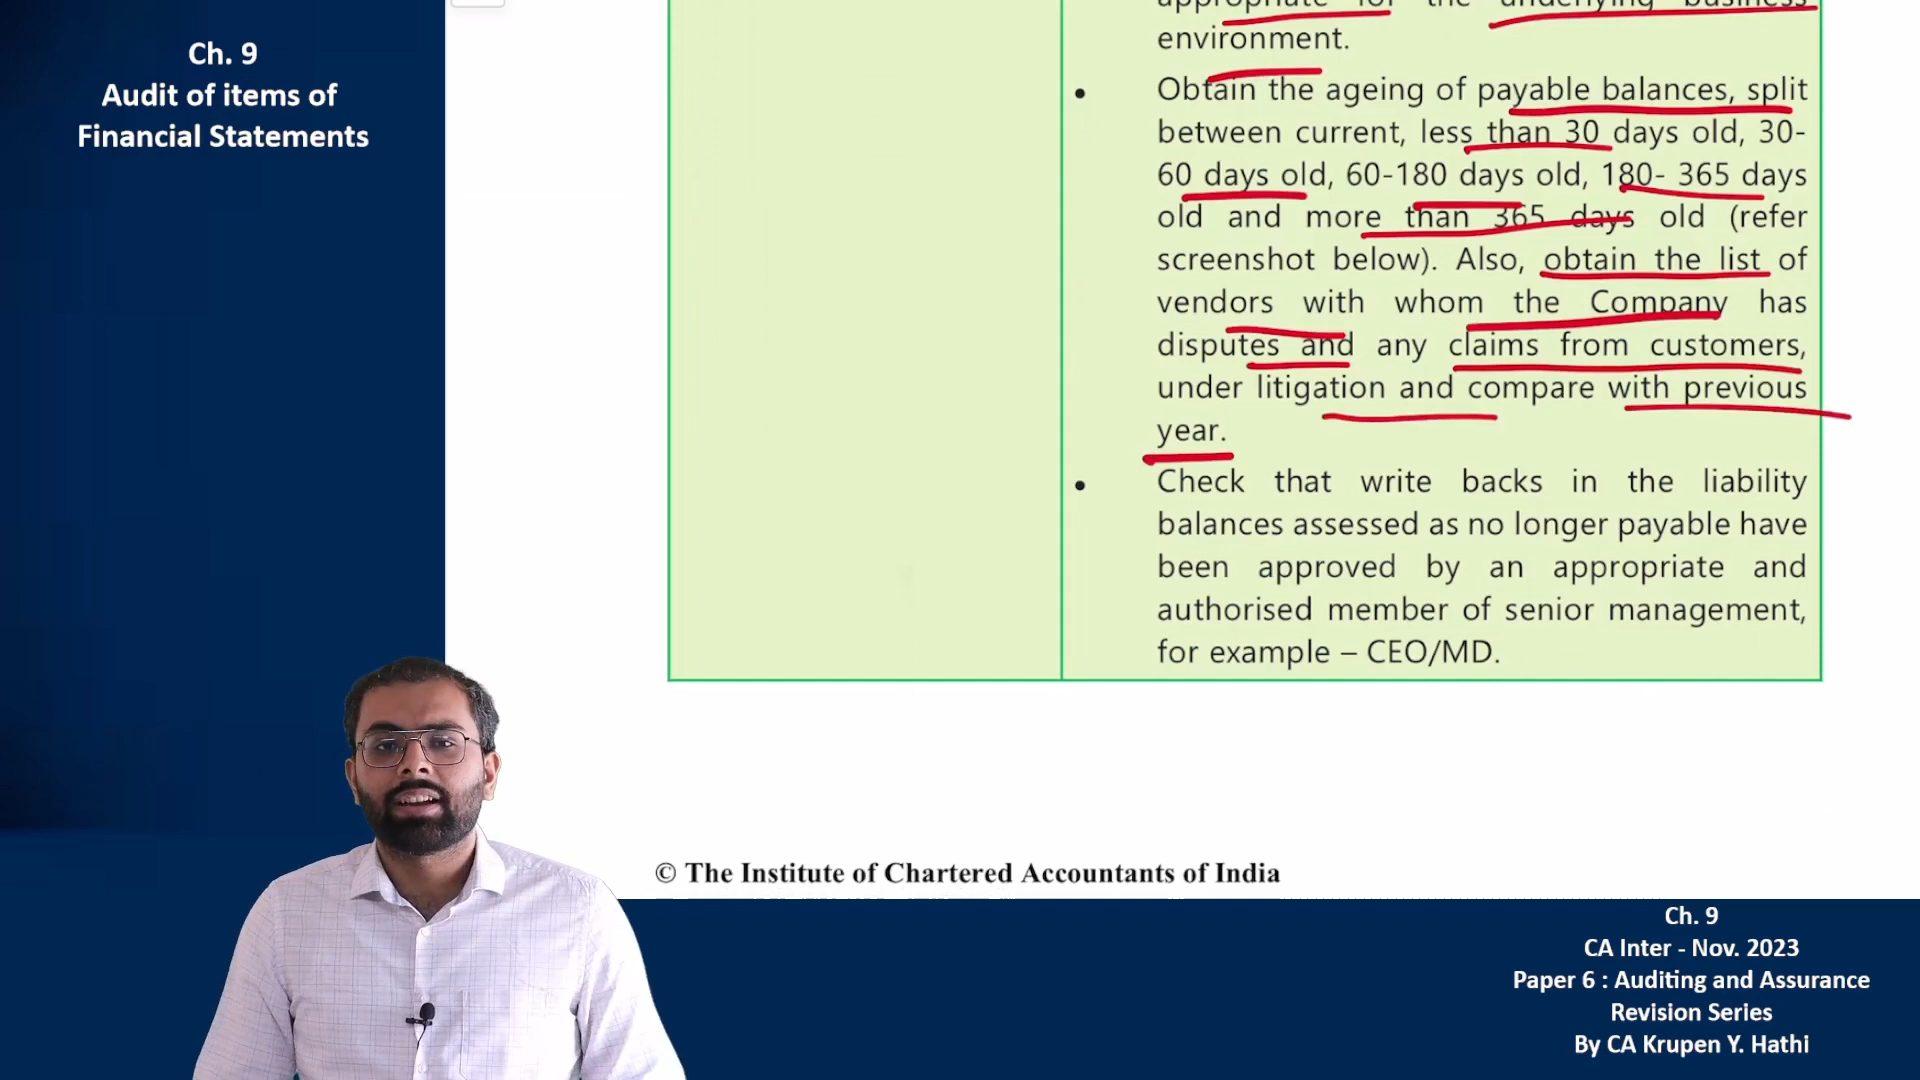 Ch. 9
Audit of items of
Financial Statements
appropriate for the underlying business
environment.
• Obtain the ageing of payable balances, split
between current, less than 30 days old, 30-
60 days old, 60-180 days old, 180- 365 days
old and more than 365 days old (refer
screenshot below). Also, obtain the list of
vendors with whom the Company has
disputes and any claims from customers,
under litigation and compare with previous
year.
• Check that write backs in the liability
balances assessed as no longer payable have
been approved by an appropriate and
authorised member of senior management,
for example – CEO/MD.
© The Institute of Chartered Accountants of India
Ch. 9
CA Inter - Nov. 2023
Paper 6 : Auditing and Assurance
Revision Series
By CA Krupen Y. Hathi